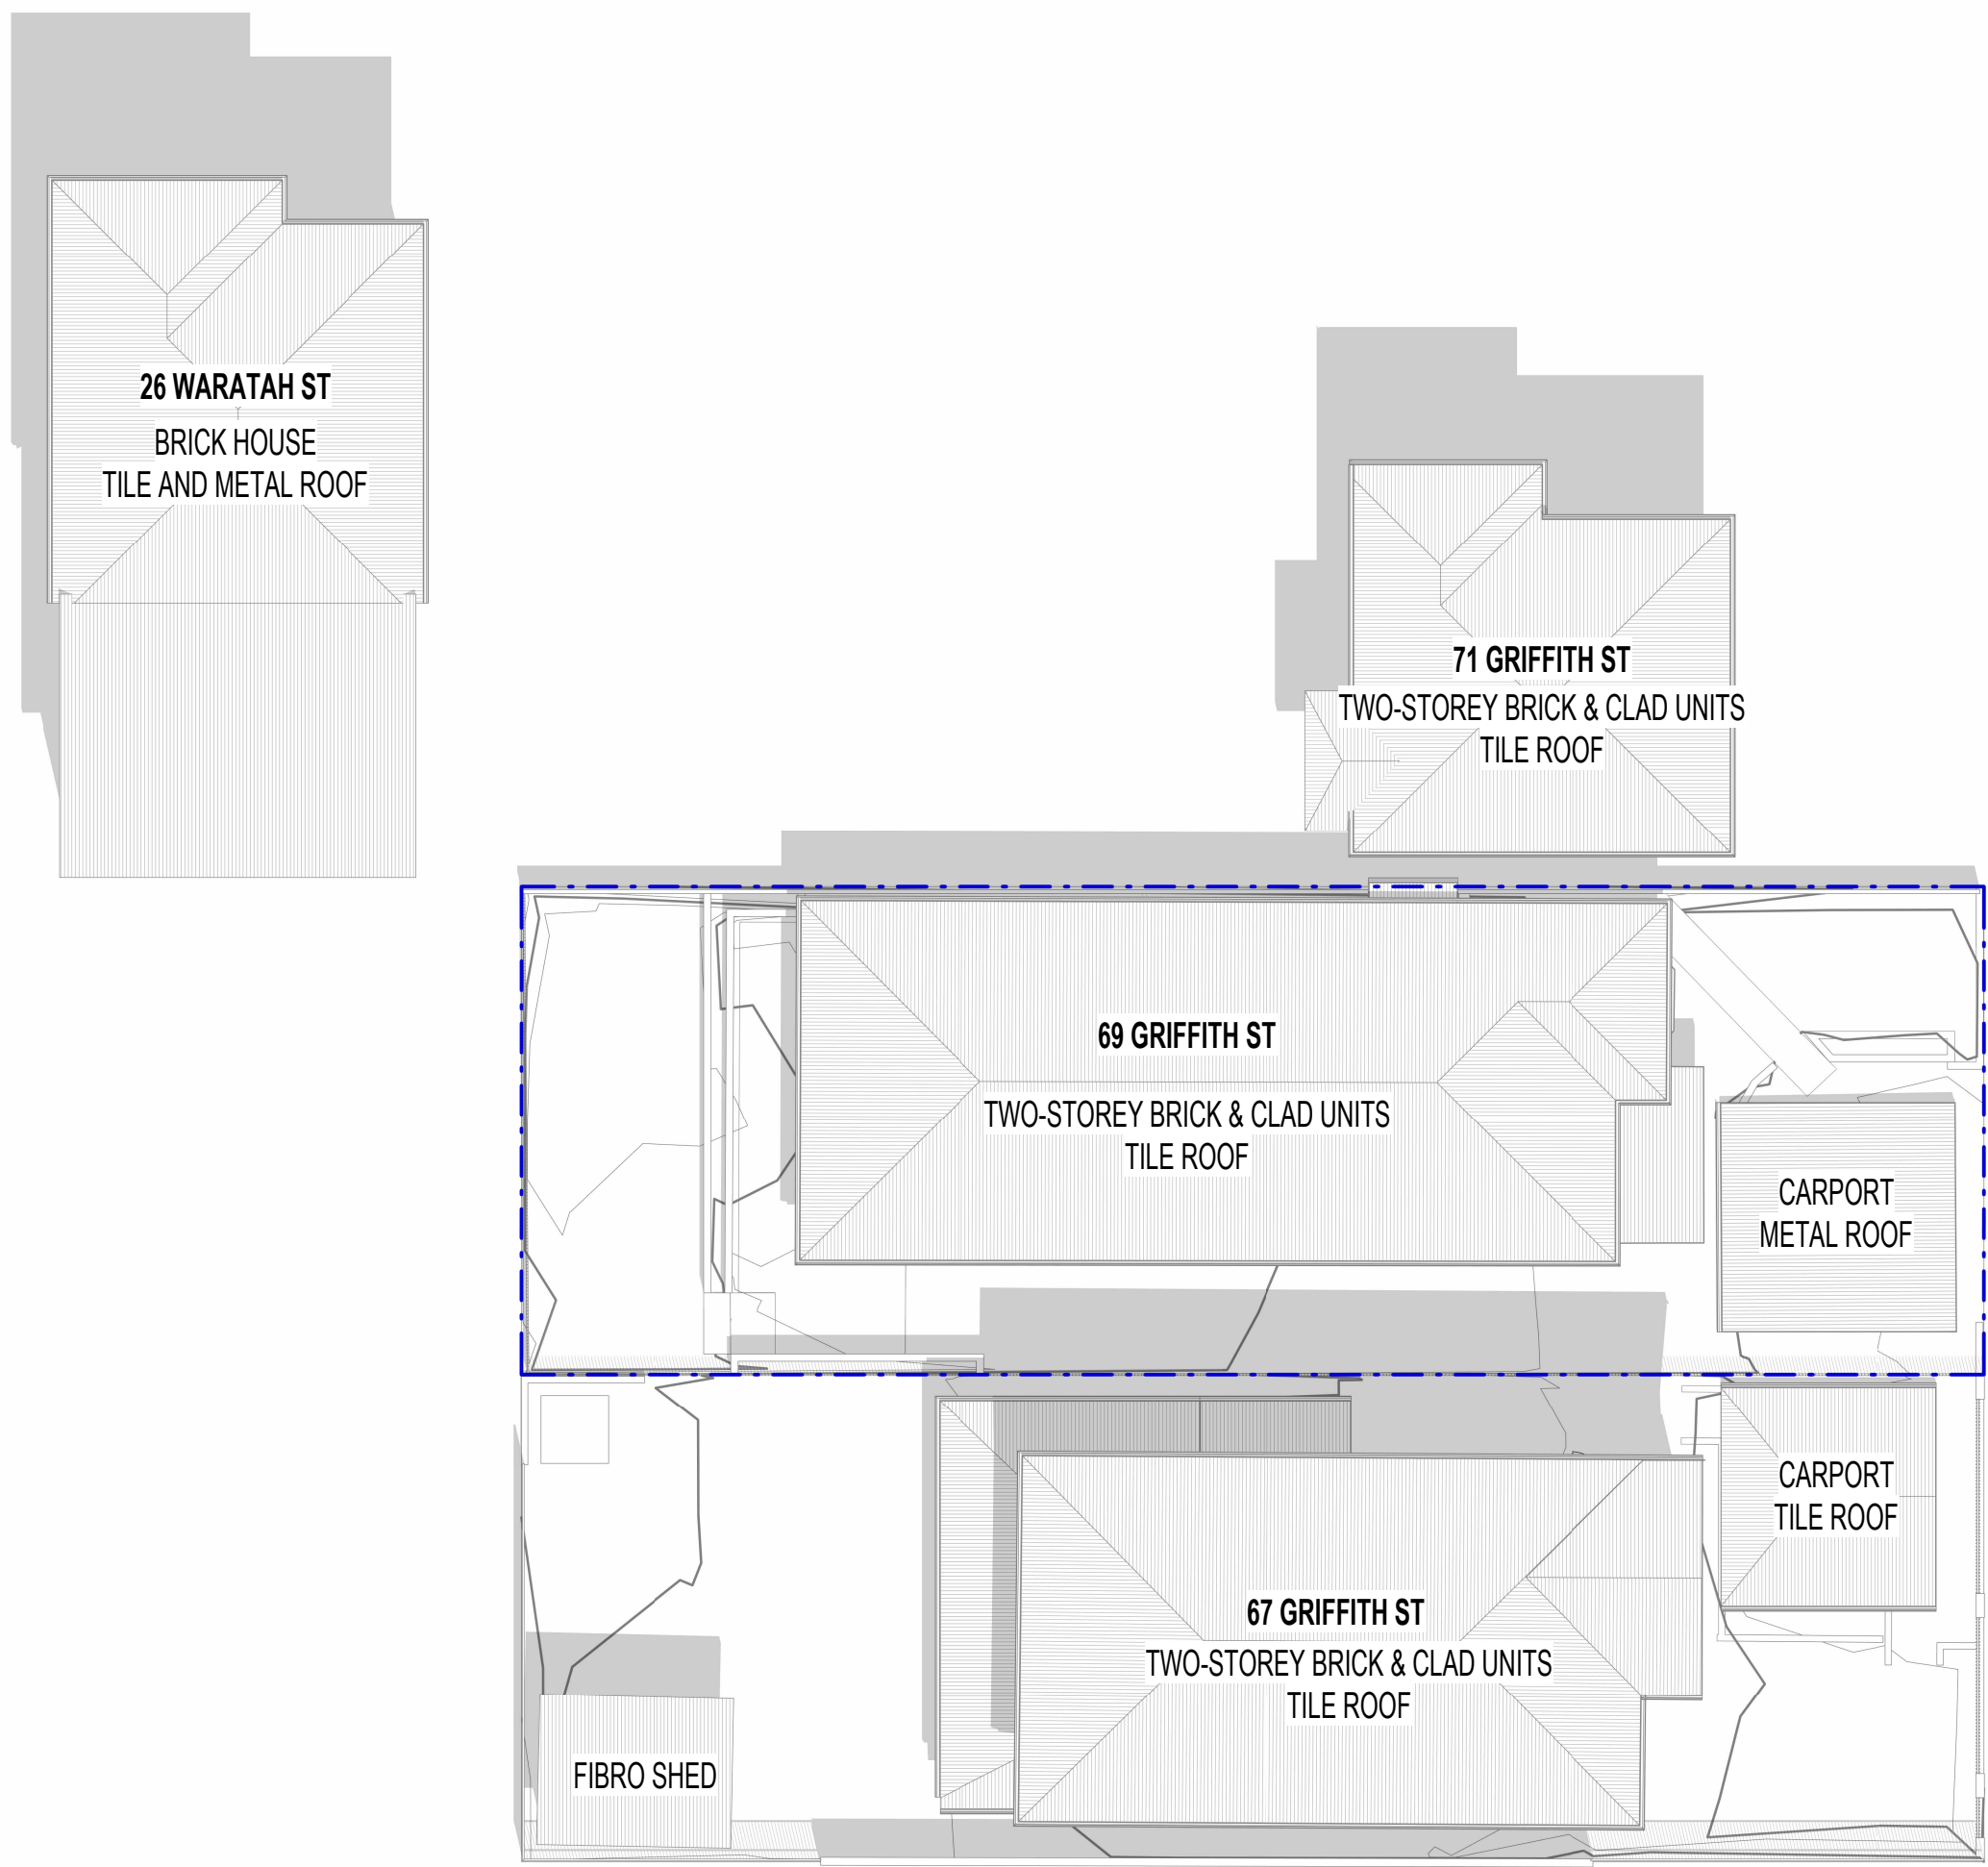 26 WARATAH ST
BRICK HOUSE
TILE AND METAL ROOF
71 GRIFFITH ST
TWO-STOREY BRICK & CLAD UNITS
TILE ROOF
69 GRIFFITH ST
TWO-STOREY BRICK & CLAD UNITS
TILE ROOF
CARPORT
METAL ROOF
CARPORT
TILE ROOF
67 GRIFFITH ST
TWO-STOREY BRICK & CLAD UNITS
TILE ROOF
FIBRO SHED